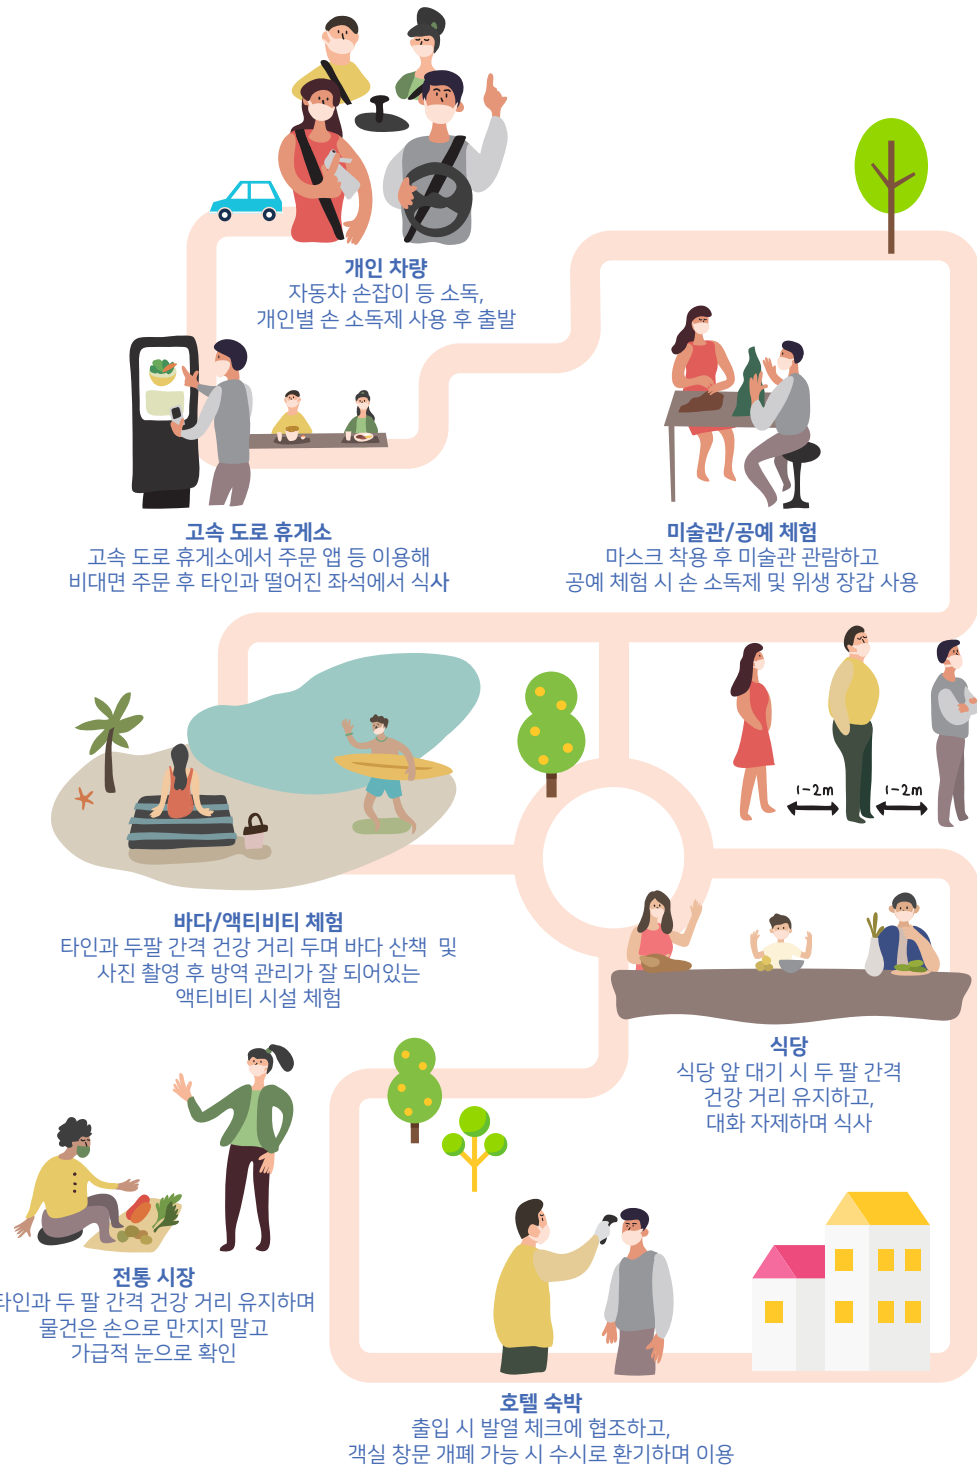 개인 차량
자동차 손잡이 등 소독,
개인별 손 소독제 사용 후 출발
고속 도로 휴게소
고속 도로 휴게소에서 주문 앱 등 이용해
비대면 주문 후 타인과 떨어진 좌석에서 식사
미술관/공예 체험
마스크 착용 후 미술관 관람하고
공예 체험 시 손 소독제 및 위생 장갑 사용
1-2m
1-2m
바다/액티비티 체험
타인과 두팔 간격 건강 거리 두며 바다 산책 및
사진 촬영 후 방역 관리가 잘 되어있는
액티비티 시설 체험
식당
식당 앞 대기 시 두 팔 간격
건강 거리 유지하고,
대화 자제하며 식사
전통 시장
타인과 두 팔 간격 건강 거리 유지하며
물건은 손으로 만지지 말고
가급적 눈으로 확인
호텔 숙박
출입 시 발열 체크에 협조하고,
객실 창문 개폐 가능 시 수시로 환기하며 이용